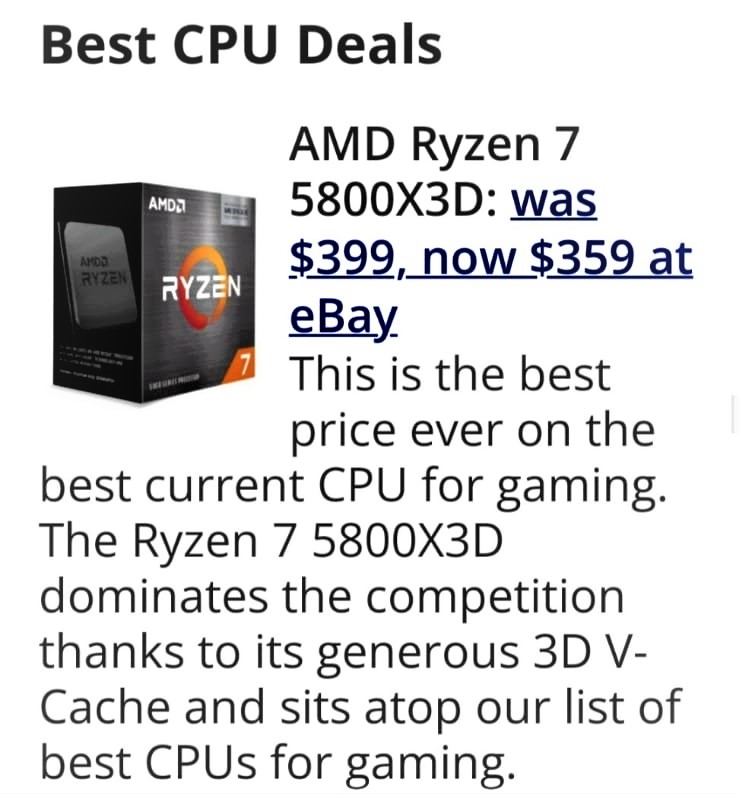 Best CPU Deals
AMD Ryzen 7
5800X3D: was
$399, now $359 at
eBay
AMD
RYZEN
AMD
RYZEN
7
This is the best
price ever on the
best current CPU for gaming.
The Ryzen 7 5800X3D
dominates the competition
thanks to its generous 3D V-
Cache and sits atop our list of
best CPUs for gaming.